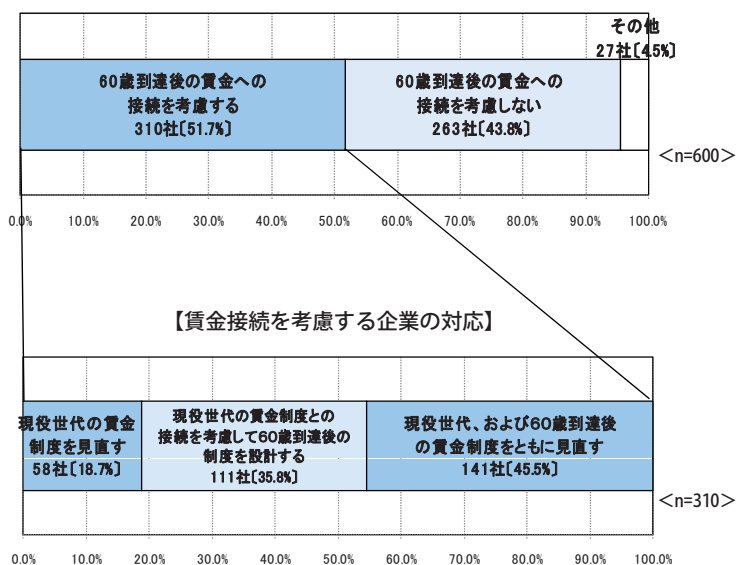 その他
27社〔4.5%〕
60歳到達後の賃金への
接続を考慮する
310社〔51.7%〕
60歳到達後の賃金への
接続を考慮しない
263社〔43.8%〕
＜n=600＞
0.0% 10.0% 20.0% 30.0% 40.0% 50.0% 60.0% 70.0% 80.0% 90.0% 100.0%
【賃金接続を考慮する企業の対応】
現役世代の賃金
制度を見直す
58社〔18.7%〕
現役世代の賃金制度との
接続を考慮して60歳到達後の
制度を設計する
111社〔35.8%〕
現役世代、および60歳到達後
の賃金制度をともに見直す
141社〔45.5%〕
＜n=310＞
0.0% 10.0% 20.0% 30.0% 40.0% 50.0% 60.0% 70.0% 80.0% 90.0% 100.0%